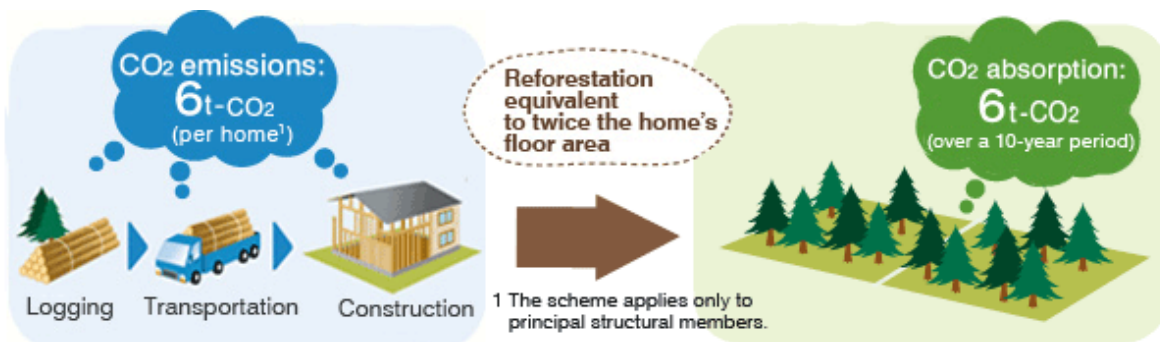 CO2 emissions:
6t-CO2
(per home1)
Logging
Transportation
Construction
Reforestation
equivalent
to twice the home's
floor area
1 The scheme applies only to
principal structural members.
CO2 absorption:
6t-CO2
(over a 10-year period)